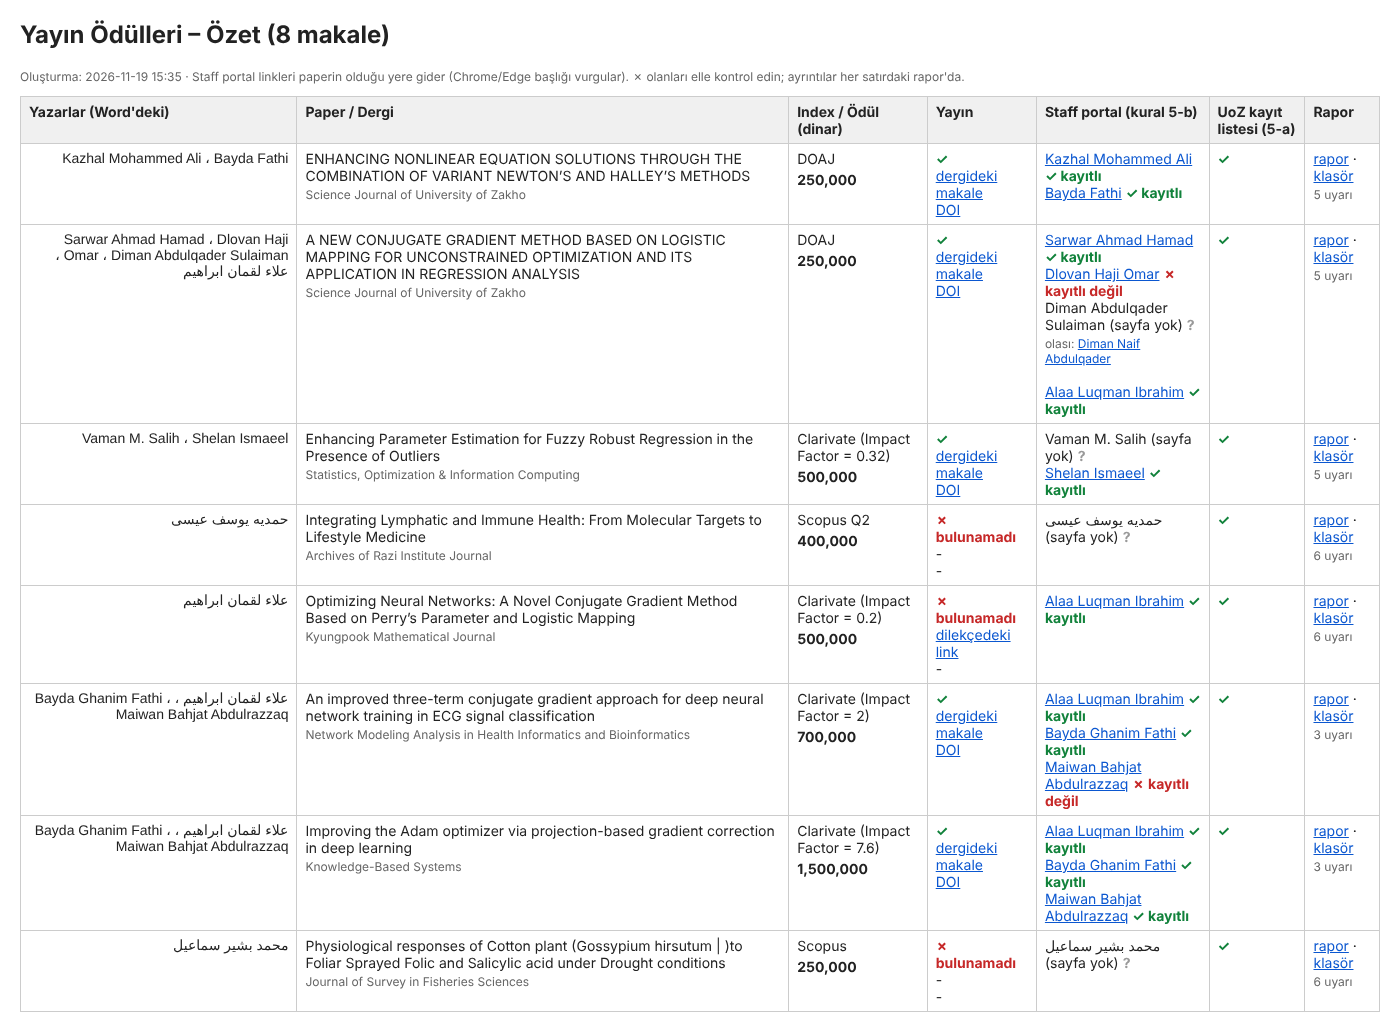 Yayın Ödülleri – Özet (8 makale)
Oluşturma: 2026-11-19 15:35 · Staff portal linkleri paperin olduğu yere gider (Chrome/Edge başlığı vurgular). × olanları elle kontrol edin; ayrıntılar her satırdaki rapor'da.
Yazarlar (Word'deki)
Paper / Dergi
Index / Ödül
(dinar)
Yayın
Staff portal (kural 5-b)
UoZ kayıt
listesi (5-a)
Rapor
Kazhal Mohammed Ali ، Bayda Fathi
ENHANCING NONLINEAR EQUATION SOLUTIONS THROUGH THE
COMBINATION OF VARIANT NEWTON'S AND HALLEY'S METHODS
Science Journal of University of Zakho
DOAJ
250,000
✓
dergideki
makale
DOI
Kazhal Mohammed Ali
✓ kayıtlı
Bayda Fathi ✓ kayıtlı
✓
rapor ·
klasör
5 uyarı
Sarwar Ahmad Hamad ، Dlovan Haji
، Omar ، Diman Abdulqader Sulaiman
علاء لقمان ابراهيم
A NEW CONJUGATE GRADIENT METHOD BASED ON LOGISTIC
MAPPING FOR UNCONSTRAINED OPTIMIZATION AND ITS
APPLICATION IN REGRESSION ANALYSIS
Science Journal of University of Zakho
DOAJ
250,000
✓
dergideki
makale
DOI
Sarwar Ahmad Hamad
✓ kayıtlı
Dlovan Haji Omar ×
kayıtlı değil
Diman Abdulqader
Sulaiman (sayfa yok) ?
olası: Diman Naif
Abdulqader
Alaa Luqman Ibrahim ✓
kayıtlı
✓
rapor ·
klasör
5 uyarı
Vaman M. Salih ، Shelan Ismaeel
Enhancing Parameter Estimation for Fuzzy Robust Regression in the
Presence of Outliers
Statistics, Optimization & Information Computing
Clarivate (Impact
Factor = 0.32)
500,000
✓
dergideki
makale
DOI
Vaman M. Salih (sayfa
yok) ?
Shelan Ismaeel ✓
kayıtlı
✓
rapor ·
klasör
5 uyarı
حمديه يوسف عيسى
Integrating Lymphatic and Immune Health: From Molecular Targets to
Lifestyle Medicine
Archives of Razi Institute Journal
Scopus Q2
400,000
×
bulunamadı
-
-
حمديه يوسف عيسى
(sayfa yok) ?
✓
rapor ·
klasör
6 uyarı
علاء لقمان ابراهيم
Optimizing Neural Networks: A Novel Conjugate Gradient Method
Based on Perry's Parameter and Logistic Mapping
Kyungpook Mathematical Journal
Clarivate (Impact
Factor = 0.2)
500,000
×
bulunamadı
dilekçedeki
link
-
Alaa Luqman Ibrahim ✓
kayıtlı
✓
rapor ·
klasör
6 uyarı
Bayda Ghanim Fathi ، ، علاء لقمان ابراهيم
Maiwan Bahjat Abdulrazzaq
An improved three-term conjugate gradient approach for deep neural
network training in ECG signal classification
Network Modeling Analysis in Health Informatics and Bioinformatics
Clarivate (Impact
Factor = 2)
700,000
✓
dergideki
makale
DOI
Alaa Luqman Ibrahim ✓
kayıtlı
Bayda Ghanim Fathi ✓
kayıtlı
Maiwan Bahjat
Abdulrazzaq × kayıtlı
değil
✓
rapor ·
klasör
3 uyarı
Bayda Ghanim Fathi ، ، علاء لقمان ابراهيم
Maiwan Bahjat Abdulrazzaq
Improving the Adam optimizer via projection-based gradient correction
in deep learning
Knowledge-Based Systems
Clarivate (Impact
Factor = 7.6)
1,500,000
✓
dergideki
makale
DOI
Alaa Luqman Ibrahim ✓
kayıtlı
Bayda Ghanim Fathi ✓
kayıtlı
Maiwan Bahjat
Abdulrazzaq ✓ kayıtlı
✓
rapor ·
klasör
3 uyarı
محمد بشير سماعيل
Physiological responses of Cotton plant (Gossypium hirsutum | )to
Foliar Sprayed Folic and Salicylic acid under Drought conditions
Journal of Survey in Fisheries Sciences
Scopus
250,000
×
bulunamadı
-
-
محمد بشير سماعيل
(sayfa yok) ?
✓
rapor ·
klasör
6 uyarı